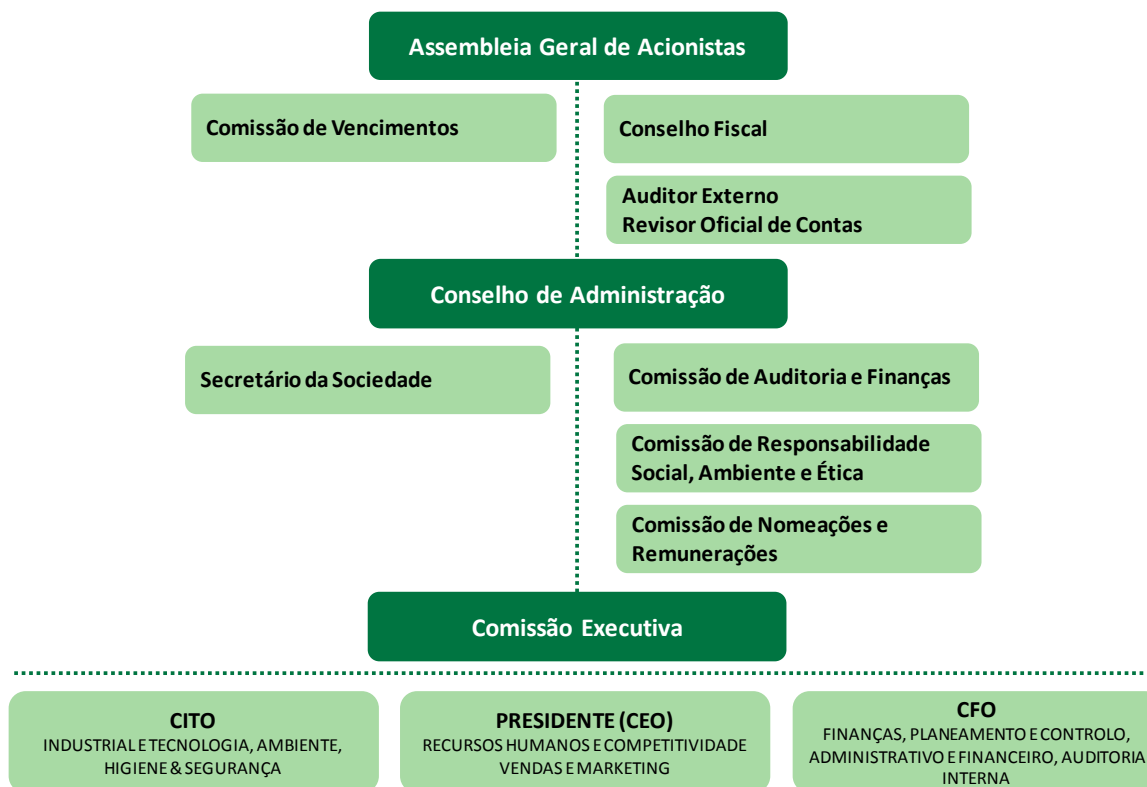 Assembleia Geral de Acionistas
Comissão de Vencimentos
Conselho Fiscal
Auditor Externo
Revisor Oficial de Contas
Conselho de Administração
Secretário da Sociedade
Comissão de Auditoria e Finanças
Comissão de Responsabilidade
Social, Ambiente e Ética
Comissão de Nomeações e
Remunerações
Comissão Executiva
CITO
INDUSTRIAL E TECNOLOGIA, AMBIENTE,
HIGIENE & SEGURANÇA
PRESIDENTE (CEO)
RECURSOS HUMANOS E COMPETITIVIDADE
VENDAS E MARKETING
CFO
FINANÇAS, PLANEAMENTO E CONTROLO,
ADMINISTRATIVO E FINANCEIRO, AUDITORIA
INTERNA